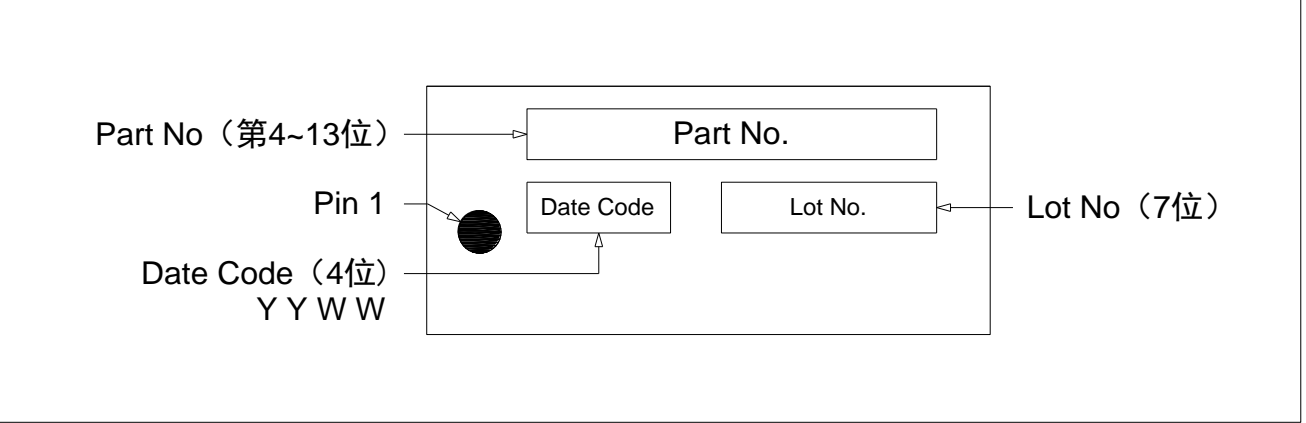 Part No（第4~13位）
Part No.
Pin 1
Date Code
Lot No.
Lot No（7位）
Date Code（4位）
Y Y W W